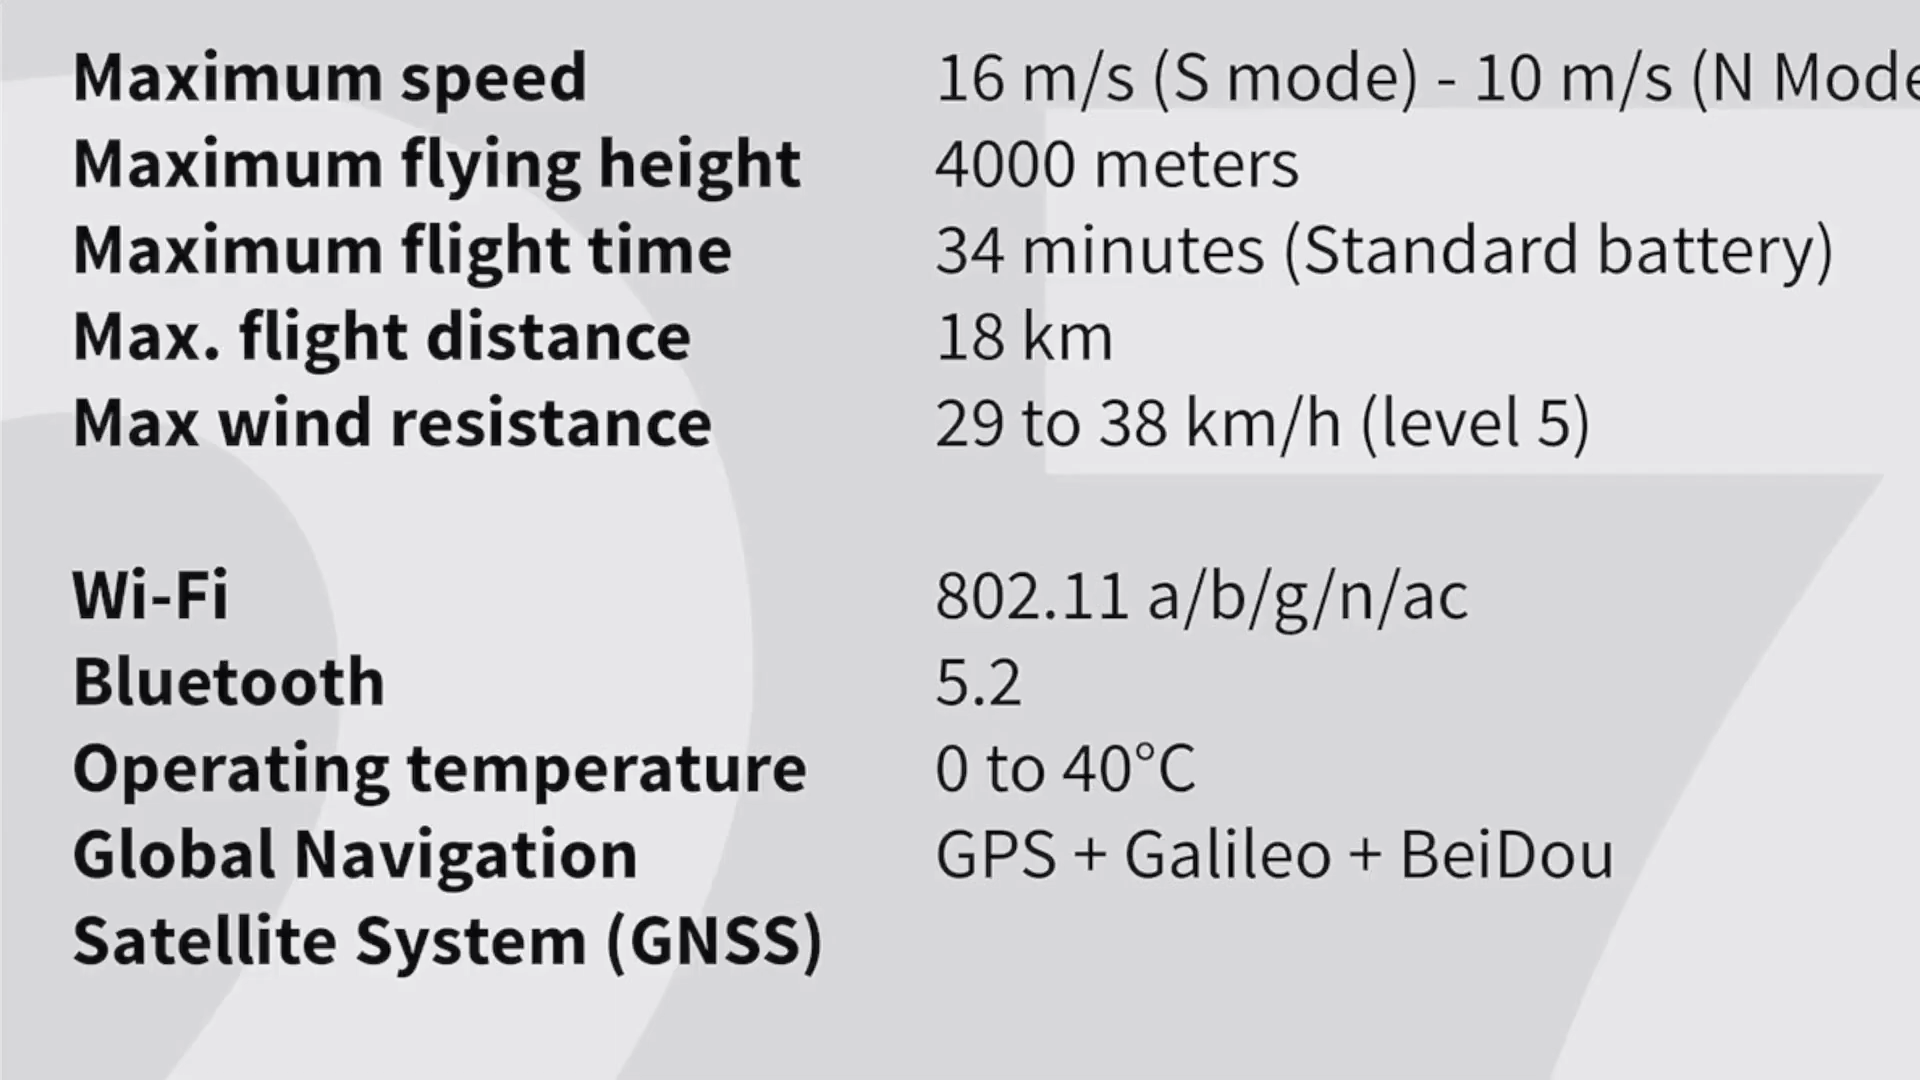 Maximum speed 16 m/s (S mode) - 10 m/s (N Mode
Maximum flying height 4000 meters
Maximum flight time 34 minutes (Standard battery)
Max. flight distance 18 km
Max wind resistance 29 to 38 km/h (level 5)
Wi-Fi 802.11 a/b/g/n/ac
Bluetooth 5.2
Operating temperature 0 to 40°C
Global Navigation GPS + Galileo + BeiDou
Satellite System (GNSS)